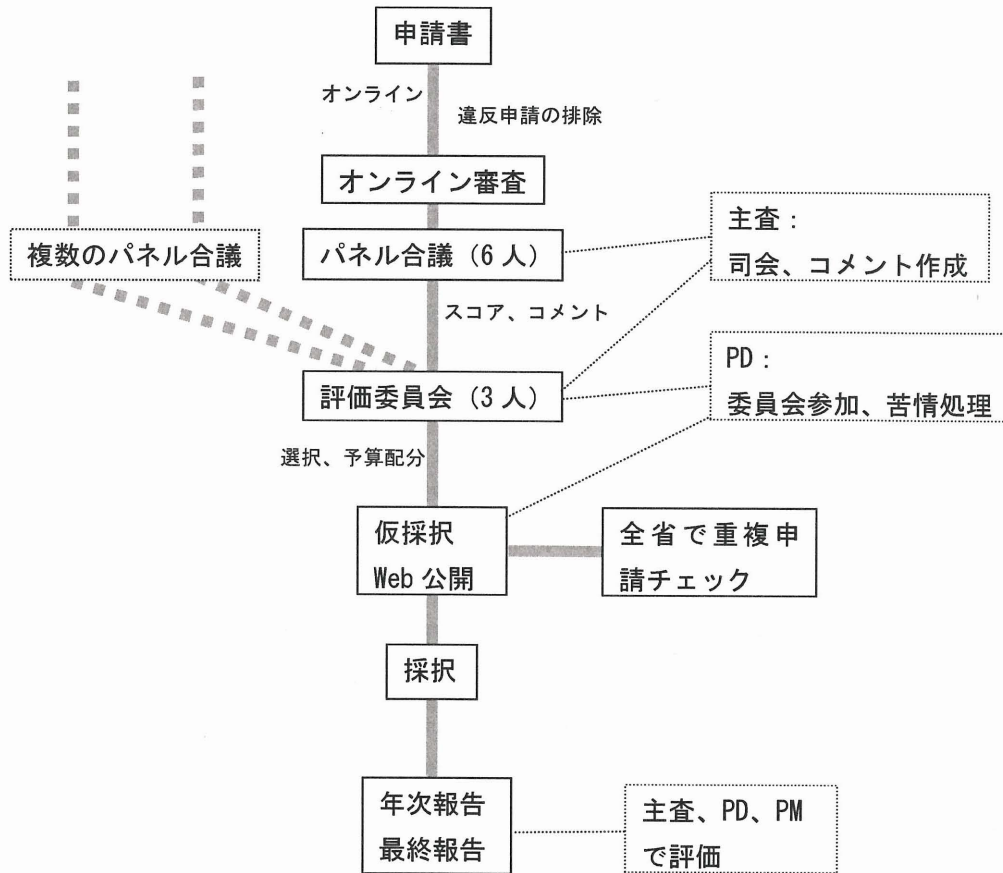 申請書
オンライン
違反申請の排除
オンライン審査
複数のパネル合議
パネル合議（6人）
主査：
司会、コメント作成
スコア、コメント
評価委員会（3人）
PD：
委員会参加、苦情処理
選択、予算配分
仮採択
Web 公開
全省で重複申
請チェック
採択
年次報告
最終報告
主査、PD、PM
で評価